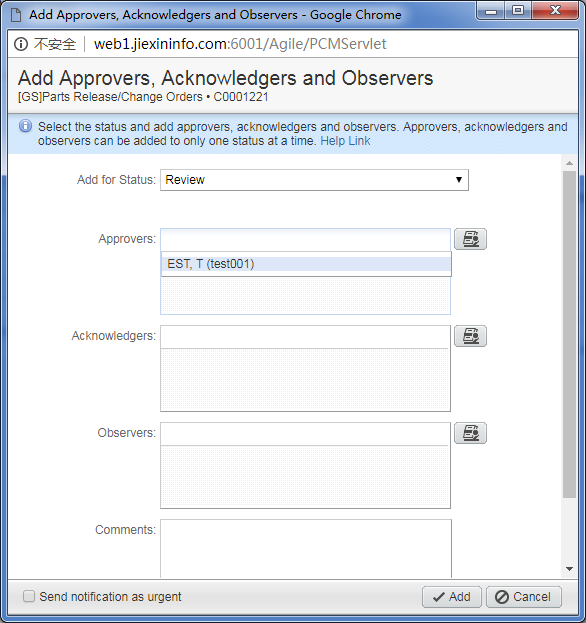 Add Approvers, Acknowledgers and Observers - Google Chrome
不安全 web1.jiexininfo.com:6001/Agile/PCMServlet
Add Approvers, Acknowledgers and Observers
[GS]Parts Release/Change Orders • C0001221
Select the status and add approvers, acknowledgers and observers. Approvers, acknowledgers and
observers can be added to only one status at a time. Help Link
Add for Status: Review
Approvers:
EST, T (test001)
Acknowledgers:
Observers:
Comments:
Send notification as urgent
Add
Cancel